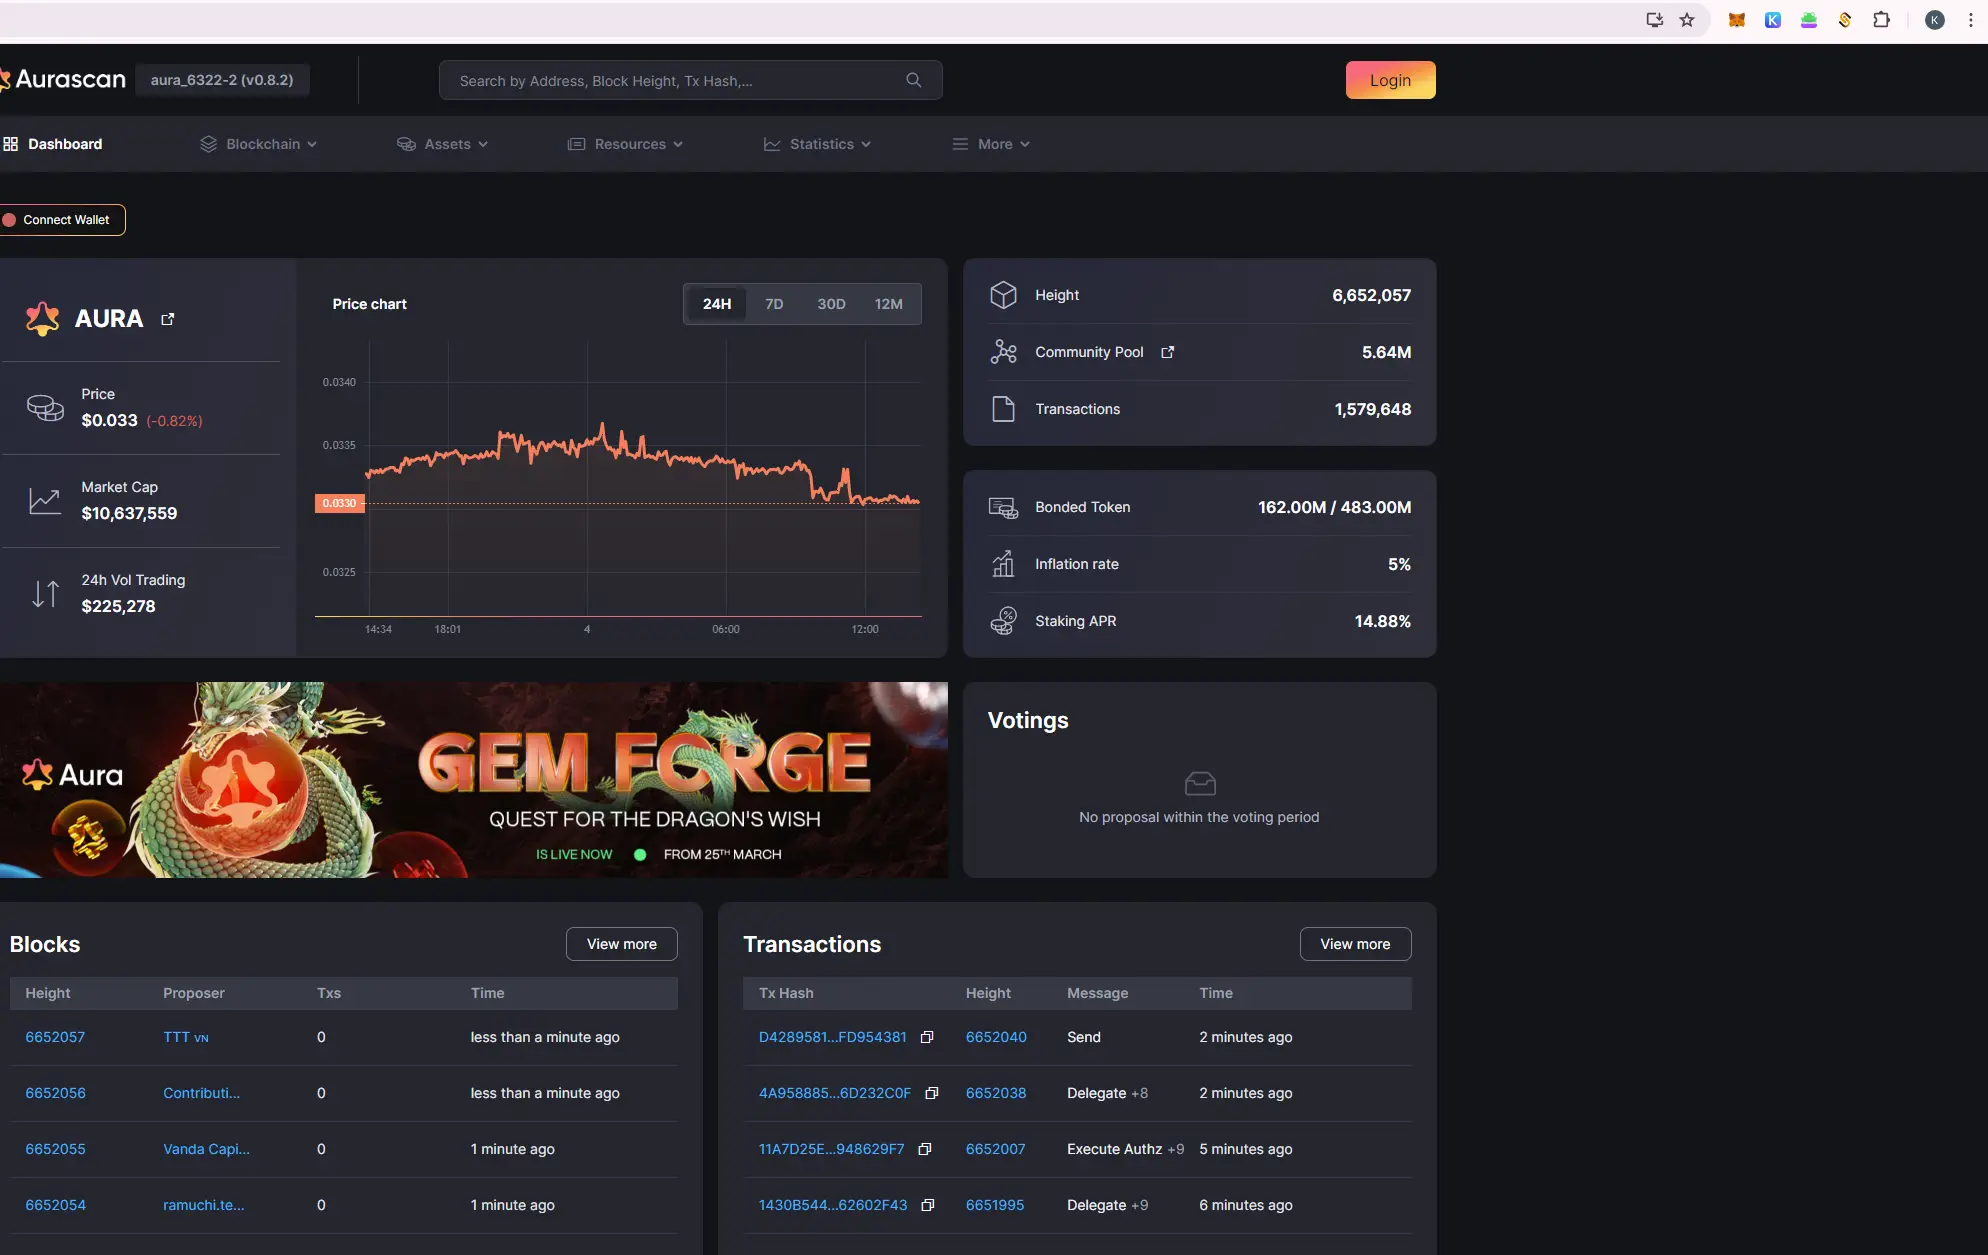 K
K
Aurascan
aura_6322-2 (v0.8.2)
Search by Address, Block Height, Tx Hash,...
Login
Dashboard
Blockchain
Assets
Resources
Statistics
More
Connect Wallet
AURA
Price
$0.033 (-0.82%)
Market Cap
$10,637,559
24h Vol Trading
$225,278
Price chart
24H
7D
30D
12M
0.0340
0.0335
0.0330
0.0325
14:34
18:01
4
06:00
12:00
Height
6,652,057
Community Pool
5.64M
Transactions
1,579,648
Bonded Token
162.00M / 483.00M
Inflation rate
5%
Staking APR
14.88%
Aura
GEM FORGE
QUEST FOR THE DRAGON'S WISH
IS LIVE NOW FROM 25TH MARCH
Votings
No proposal within the voting period
Blocks
View more
Height Proposer Txs Time
6652057 TTT VN 0 less than a minute ago
6652056 Contributi... 0 less than a minute ago
6652055 Vanda Capi... 0 1 minute ago
6652054 ramuchi.te... 0 1 minute ago
Transactions
View more
Tx Hash Height Message Time
D4289581...FD954381 6652040 Send 2 minutes ago
4A958885...6D232C0F 6652038 Delegate +8 2 minutes ago
11A7D25E...948629F7 6652007 Execute Authz +9 5 minutes ago
1430B544...62602F43 6651995 Delegate +9 6 minutes ago